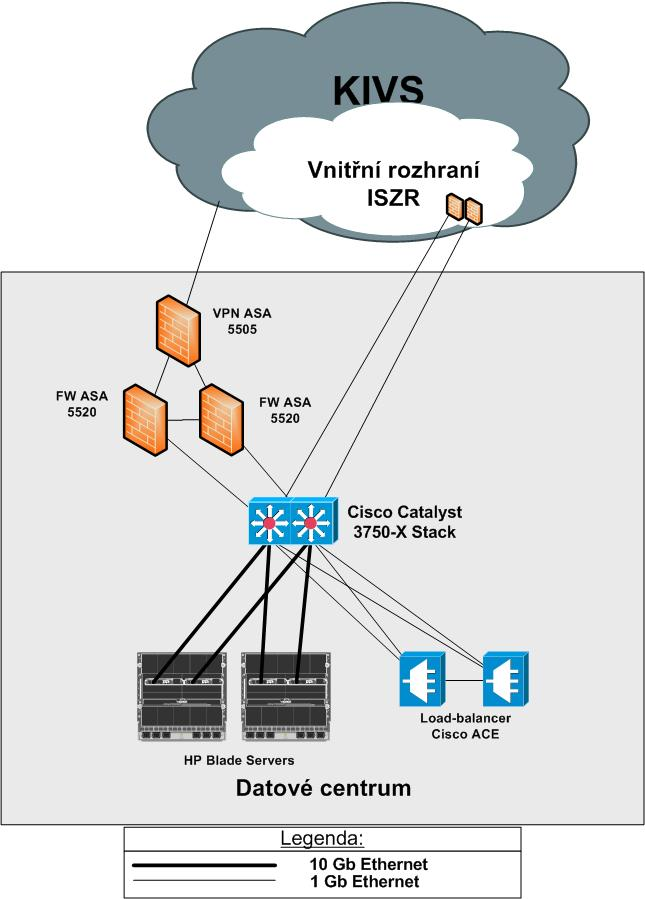 KIVS
Vnitřní rozhraní
ISZR
VPN ASA
5505
FW ASA
5520
FW ASA
5520
Cisco Catalyst
3750-X Stack
Load-balancer
Cisco ACE
HP Blade Servers
Datové centrum
Legenda:
10 Gb Ethernet
1 Gb Ethernet